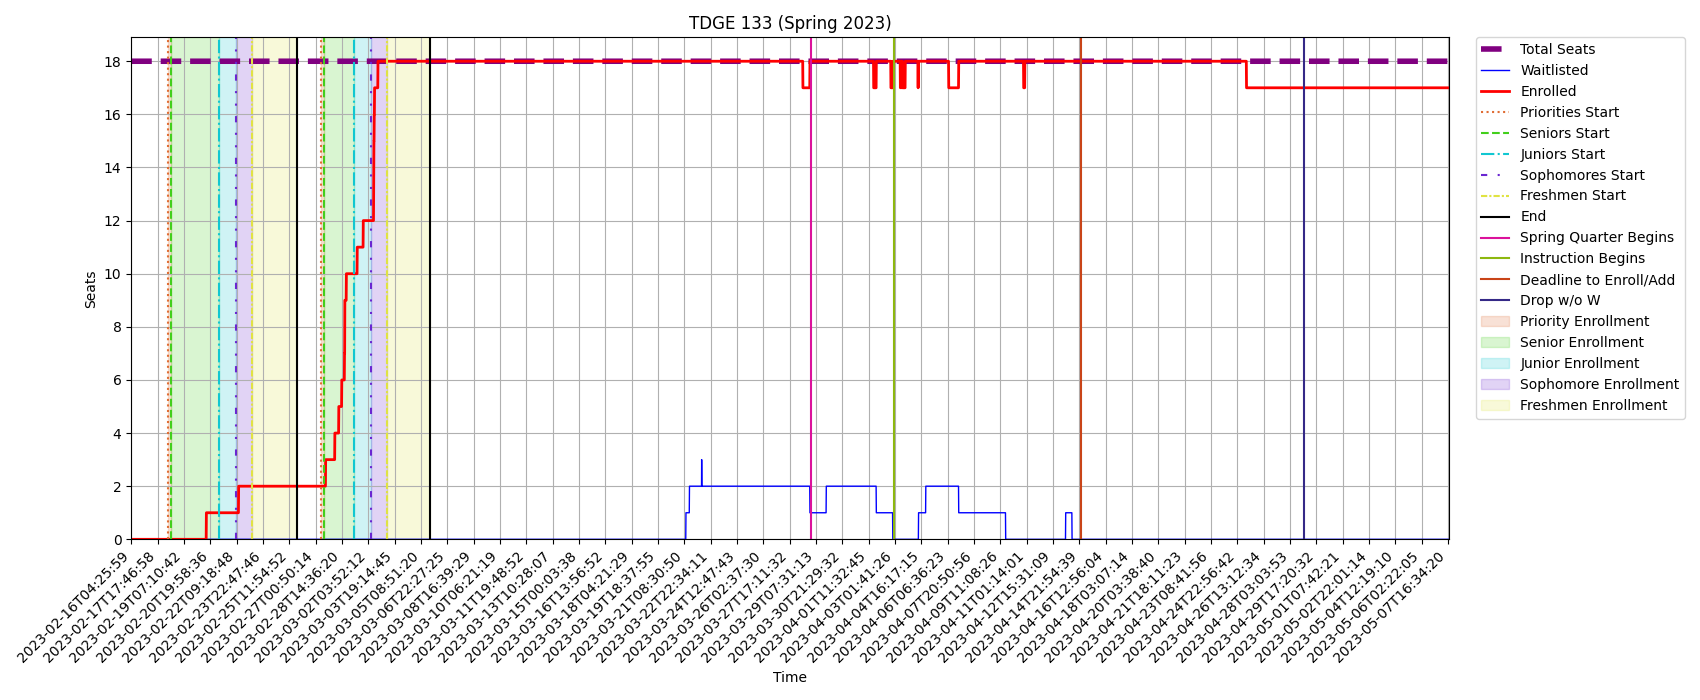 TDGE 133 (Spring 2023)
Seats
18
16
14
12
10
8
6
4
2
0
2023-02-16T04:25:59
2023-02-17T17:46:58
2023-02-19T07:10:42
2023-02-20T19:58:36
2023-02-22T09:18:48
2023-02-23T22:47:46
2023-02-25T11:54:52
2023-02-27T00:50:14
2023-02-28T14:36:20
2023-03-02T03:52:12
2023-03-03T19:14:45
2023-03-05T08:51:20
2023-03-06T22:27:25
2023-03-08T16:39:29
2023-03-10T06:21:19
2023-03-11T19:48:52
2023-03-13T10:28:07
2023-03-15T00:03:38
2023-03-16T13:56:52
2023-03-18T04:21:29
2023-03-19T18:37:55
2023-03-21T08:30:50
2023-03-22T22:34:11
2023-03-24T12:47:43
2023-03-26T02:37:30
2023-03-27T17:11:32
2023-03-29T07:31:13
2023-03-30T21:29:32
2023-04-01T11:32:45
2023-04-03T01:41:26
2023-04-04T16:17:15
2023-04-06T06:36:23
2023-04-07T20:50:56
2023-04-09T11:08:26
2023-04-11T01:14:01
2023-04-12T15:31:09
2023-04-14T21:54:39
2023-04-16T12:56:04
2023-04-18T03:07:14
2023-04-20T03:38:40
2023-04-21T18:11:23
2023-04-23T08:41:56
2023-04-24T22:56:42
2023-04-26T13:12:34
2023-04-28T03:03:53
2023-04-29T17:20:32
2023-05-01T07:42:21
2023-05-02T22:01:14
2023-05-04T12:19:10
2023-05-06T02:22:05
2023-05-07T16:34:20
Time
Total Seats
Waitlisted
Enrolled
Priorities Start
Seniors Start
Juniors Start
Sophomores Start
Freshmen Start
End
Spring Quarter Begins
Instruction Begins
Deadline to Enroll/Add
Drop w/o W
Priority Enrollment
Senior Enrollment
Junior Enrollment
Sophomore Enrollment
Freshmen Enrollment